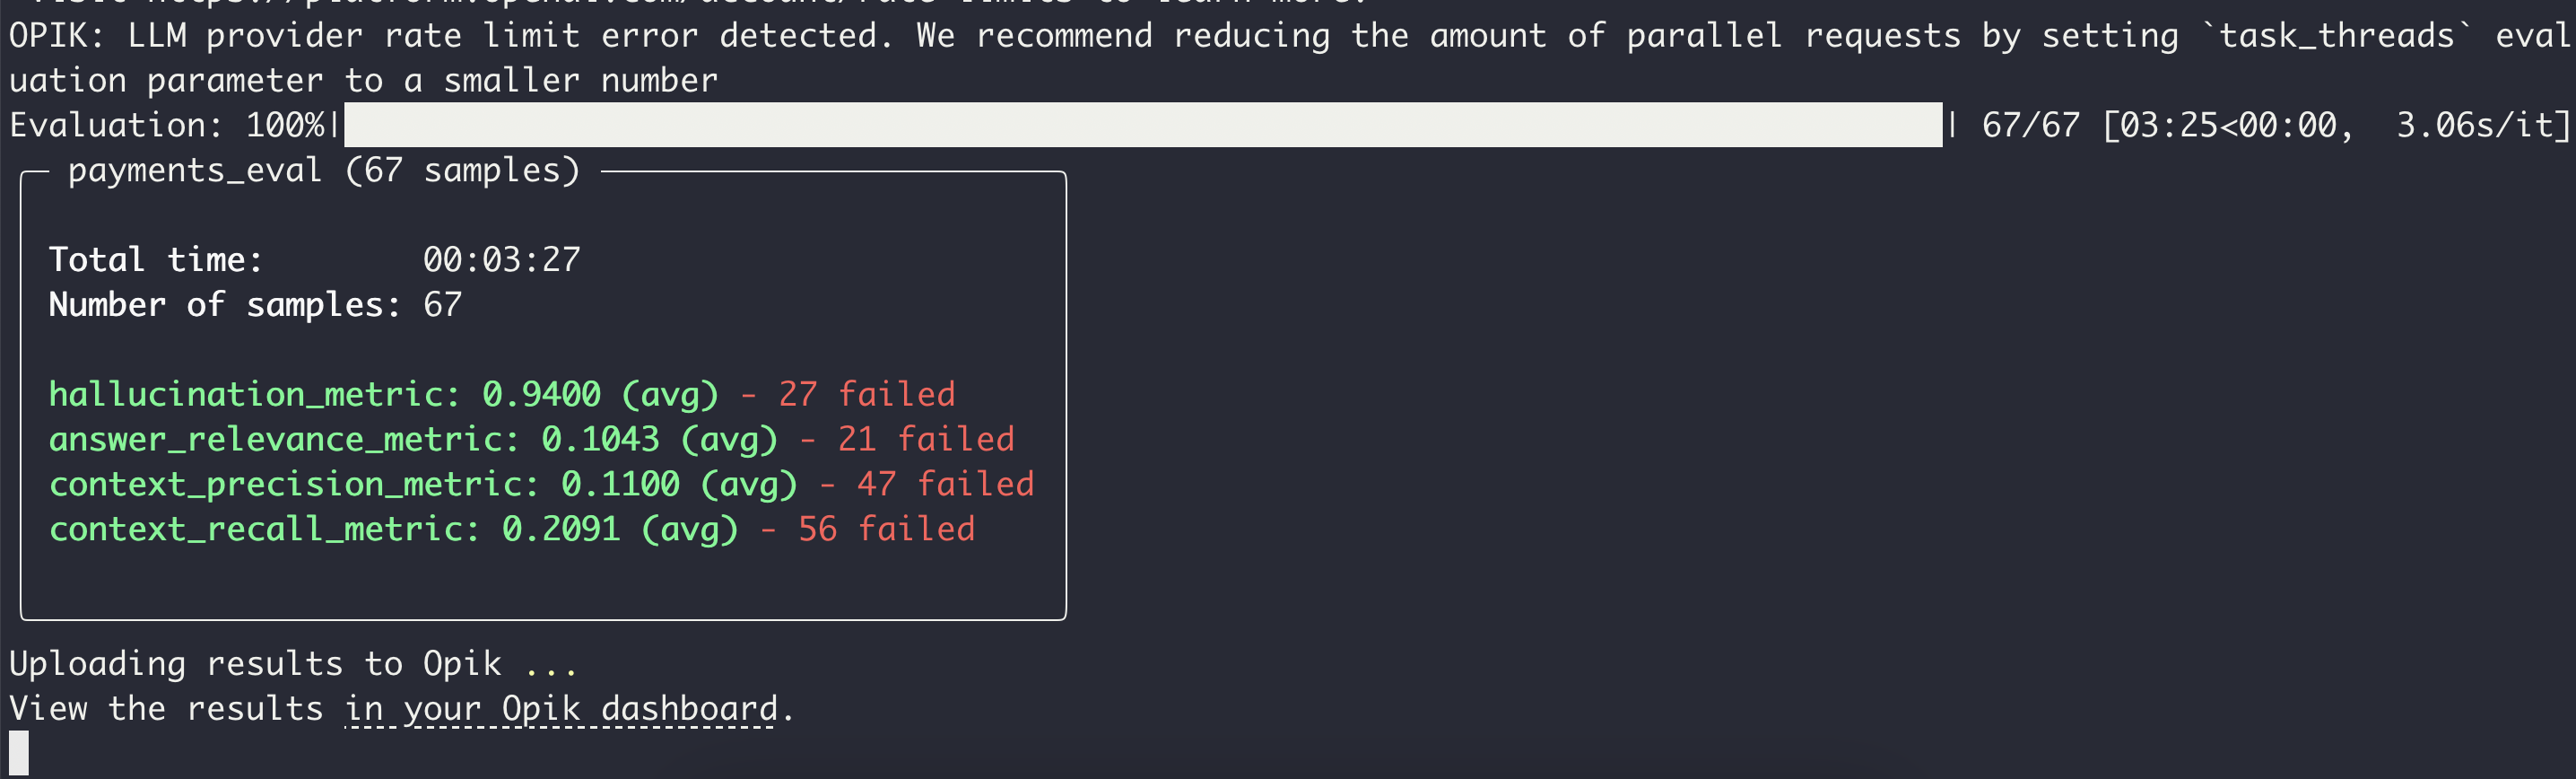 OPIK: LLM provider rate limit error detected. We recommend reducing the amount of parallel requests by setting `task_threads` eval
uation parameter to a smaller number
Evaluation: 100%| | 67/67 [03:25<00:00,  3.06s/it]
payments_eval (67 samples)
Total time: 00:03:27
Number of samples: 67
hallucination_metric: 0.9400 (avg) - 27 failed
answer_relevance_metric: 0.1043 (avg) - 21 failed
context_precision_metric: 0.1100 (avg) - 47 failed
context_recall_metric: 0.2091 (avg) - 56 failed
Uploading results to Opik ...
View the results in your Opik dashboard.